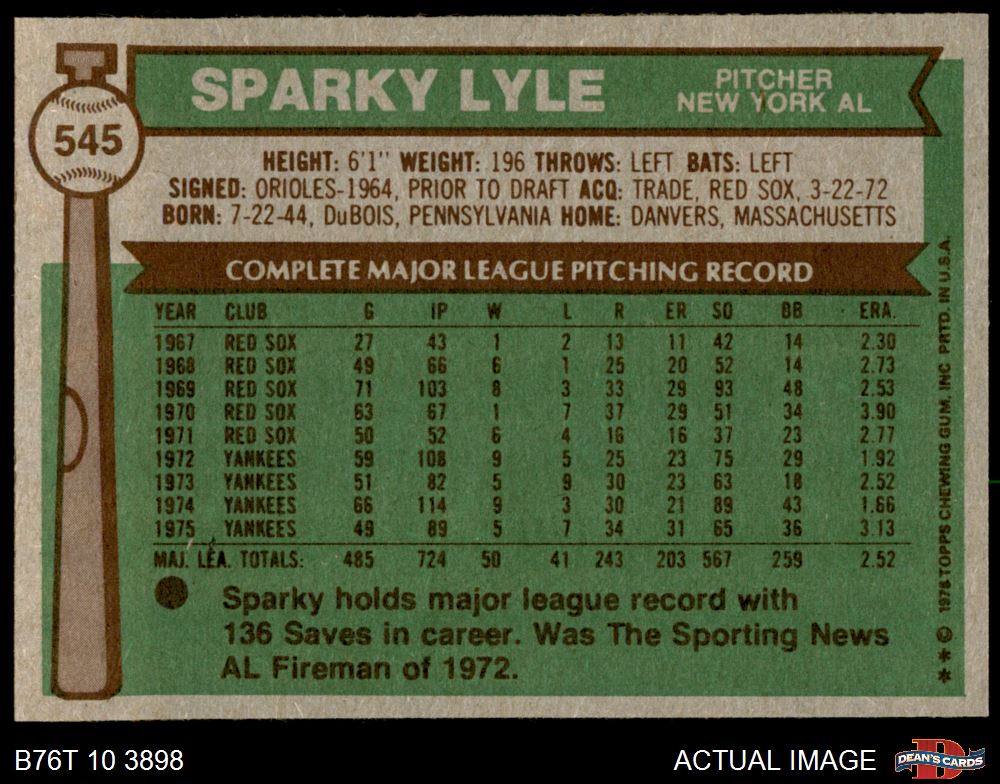 545
SPARKY LYLE
PITCHER
NEW YORK AL
HEIGHT: 6'1" WEIGHT: 196 THROWS: LEFT BATS: LEFT
SIGNED: ORIOLES-1964, PRIOR TO DRAFT ACQ: TRADE, RED SOX, 3-22-72
BORN: 7-22-44, DuBOIS, PENNSYLVANIA HOME: DANVERS, MASSACHUSETTS
COMPLETE MAJOR LEAGUE PITCHING RECORD
YEAR CLUB G IP W L R ER SO BB ERA.
1967 RED SOX 27 43 1 2 13 11 42 14 2.30
1968 RED SOX 49 66 6 1 25 20 52 14 2.73
1969 RED SOX 71 103 8 3 33 29 93 48 2.53
1970 RED SOX 63 67 1 7 37 29 51 34 3.90
1971 RED SOX 50 52 6 4 16 16 37 23 2.77
1972 YANKEES 59 108 9 5 25 23 75 29 1.92
1973 YANKEES 51 82 5 9 30 23 63 18 2.52
1974 YANKEES 66 114 9 3 30 21 89 43 1.66
1975 YANKEES 49 89 5 7 34 31 65 36 3.13
MAJ. LEA. TOTALS: 485 724 50 41 243 203 567 259 2.52
Sparky holds major league record with
136 Saves in career. Was The Sporting News
AL Fireman of 1972.
** © 1976 TOPPS CHEWING GUM, INC PRTD. IN U.S.A.
B76T 10 3898
ACTUAL IMAGE
D
DEAN'S CARDS